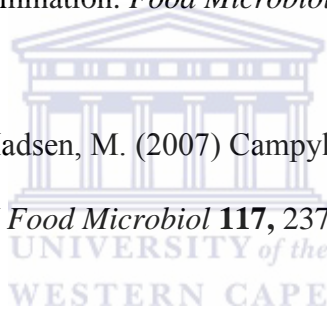 mination. Food Microbiol
Madsen, M. (2007) Campyl
Food Microbiol 117, 237
UNIVERSITY of the
WESTERN CAPE